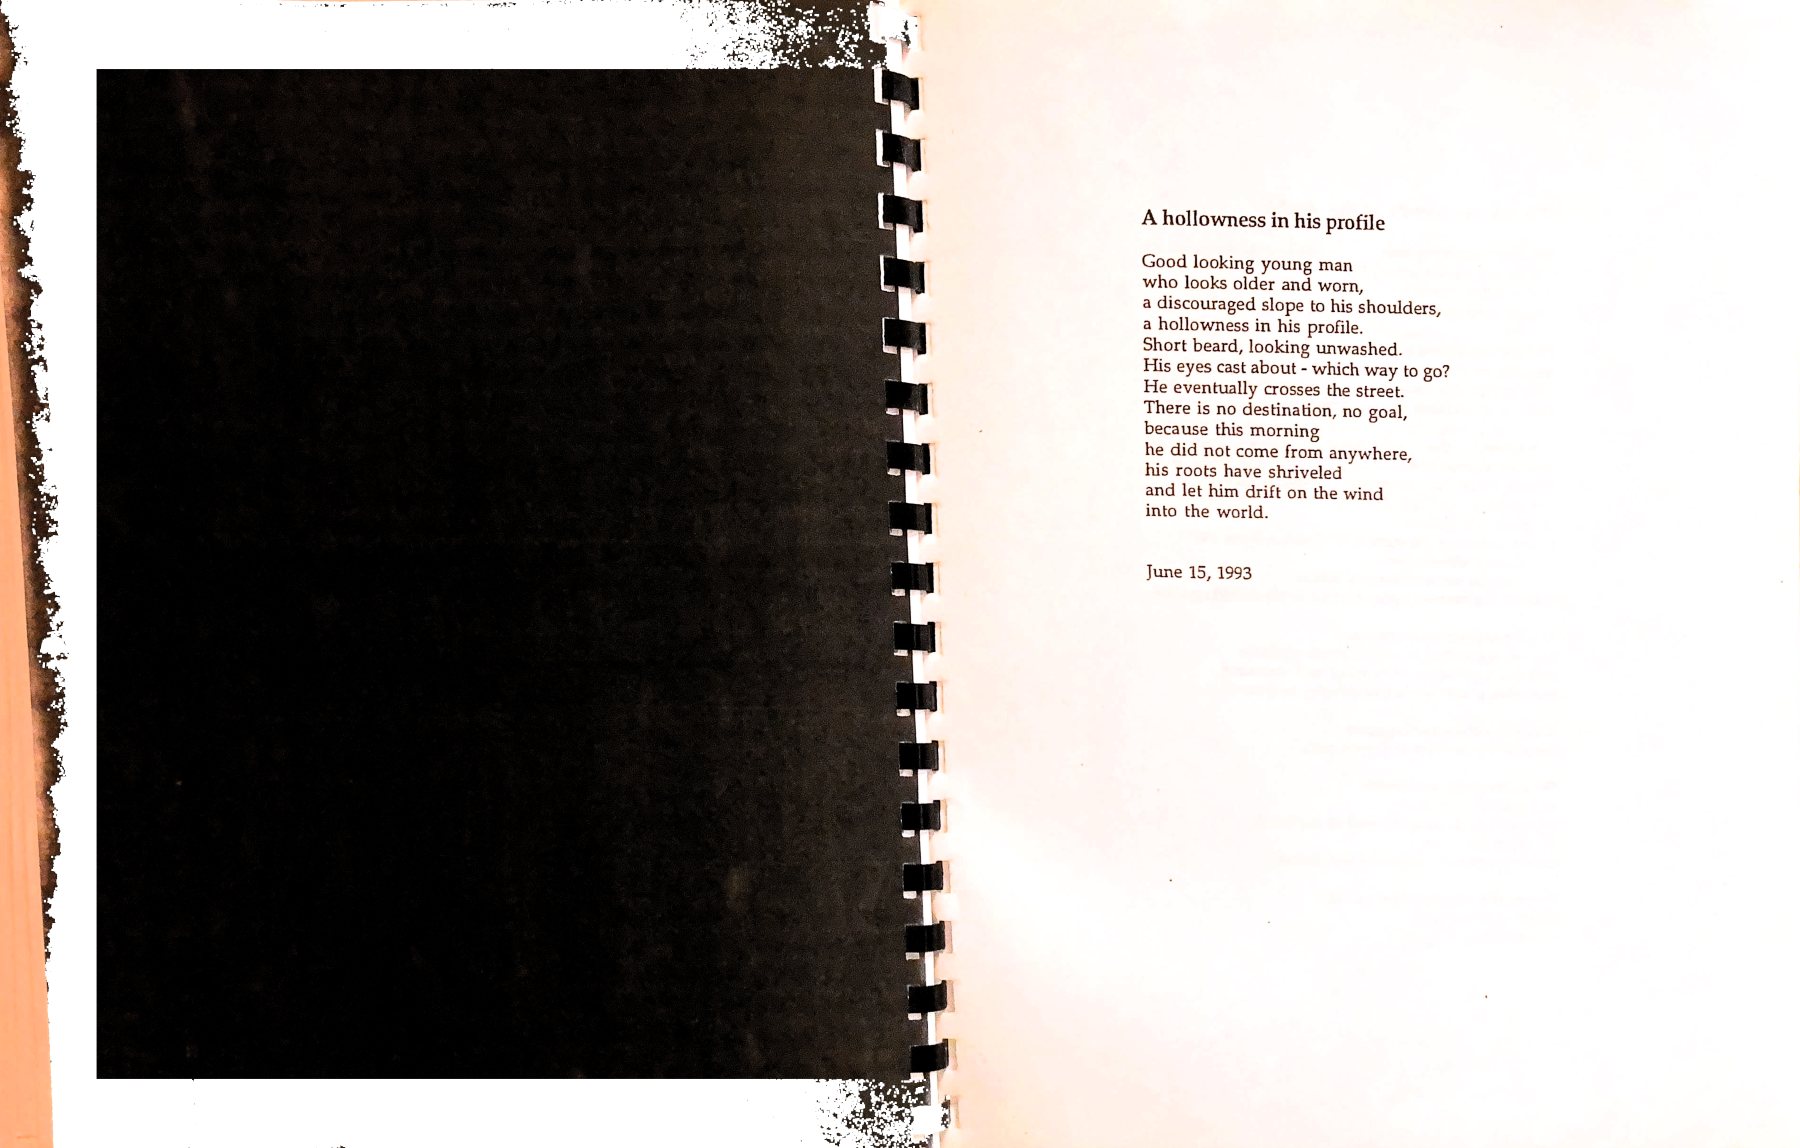 A hollowness in his profile
Good looking young man
who looks older and worn,
a discouraged slope to his shoulders,
a hollowness in his profile.
Short beard, looking unwashed.
His eyes cast about - which way to go?
He eventually crosses the street.
There is no destination, no goal,
because this morning
he did not come from anywhere,
his roots have shriveled
and let him drift on the wind
into the world.
June 15, 1993